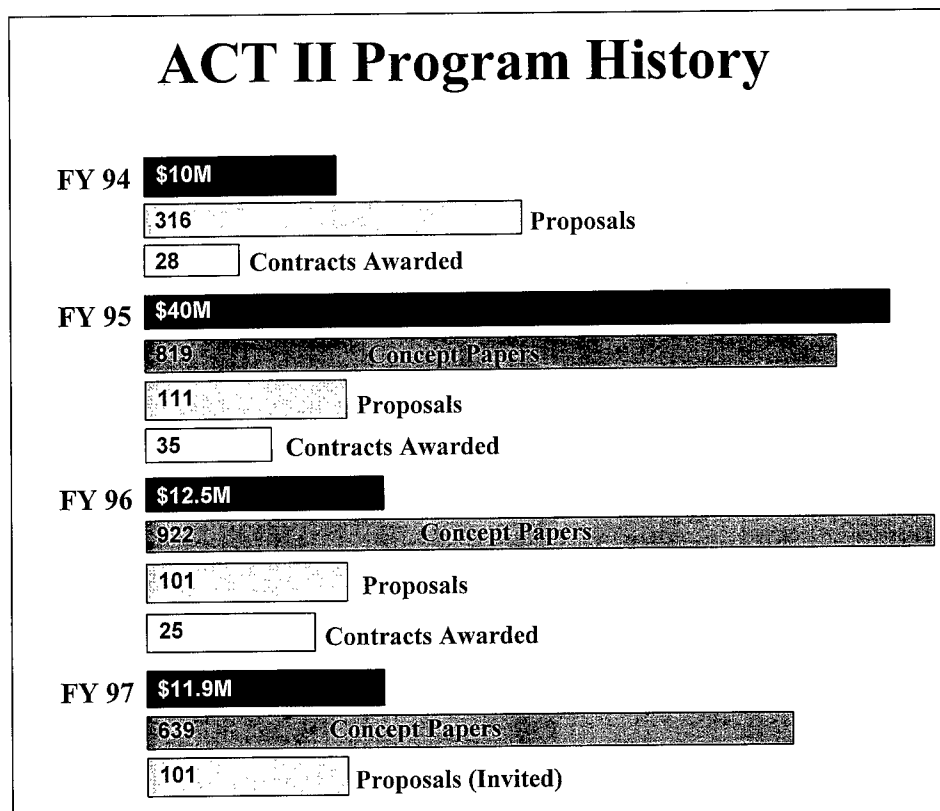 ACT II Program History
FY 94
$10M
316 Proposals
28 Contracts Awarded
FY 95
$40M
819 Concept Papers
111 Proposals
35 Contracts Awarded
FY 96
$12.5M
922 Concept Papers
101 Proposals
25 Contracts Awarded
FY 97
$11.9M
639 Concept Papers
101 Proposals (Invited)